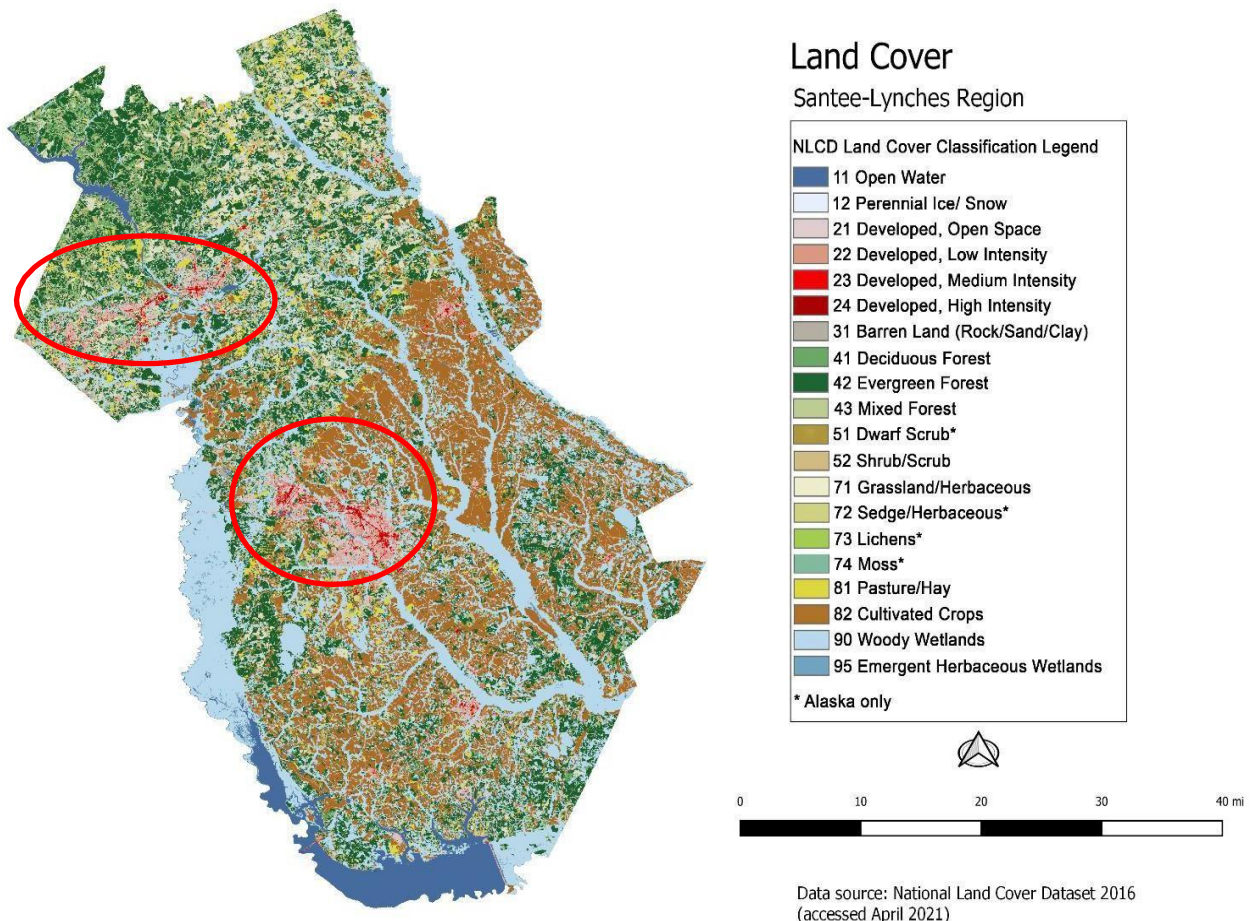 Land Cover
Santee-Lynches Region
NLCD Land Cover Classification Legend
11 Open Water
12 Perennial Ice/ Snow
21 Developed, Open Space
22 Developed, Low Intensity
23 Developed, Medium Intensity
24 Developed, High Intensity
31 Barren Land (Rock/Sand/Clay)
41 Deciduous Forest
42 Evergreen Forest
43 Mixed Forest
51 Dwarf Scrub*
52 Shrub/Scrub
71 Grassland/Herbaceous
72 Sedge/Herbaceous*
73 Lichens*
74 Moss*
81 Pasture/Hay
82 Cultivated Crops
90 Woody Wetlands
95 Emergent Herbaceous Wetlands
* Alaska only
0 10 20 30 40 mi
Data source: National Land Cover Dataset 2016
(accessed April 2021)